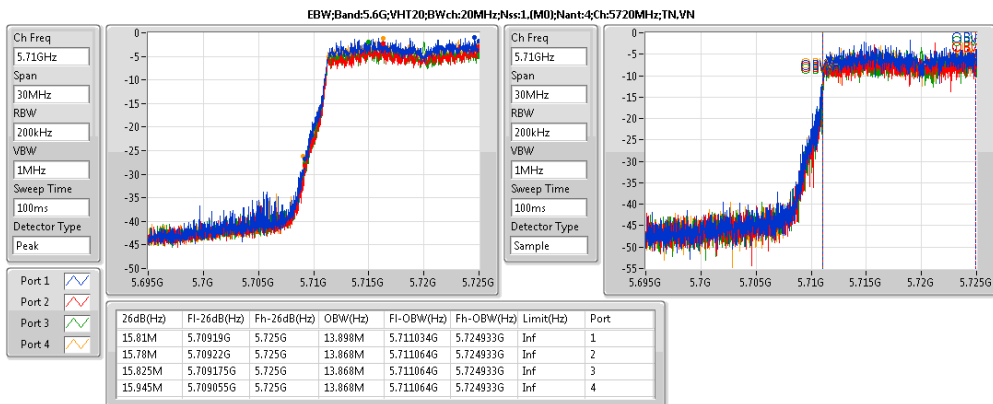 EBW;Band:5.6G;VHT20;BWch:20MHz;Nss:1,(M0);Nant:4;Ch:5720MHz;TN,VN
Ch Freq
5.71GHz
Span
30MHz
RBW
200kHz
VBW
1MHz
Sweep Time
100ms
Detector Type
Peak
0
-5
-10
-15
-20
-25
-30
-35
-40
-45
-50
5.695G 5.7G 5.705G 5.71G 5.715G 5.72G 5.725G
Ch Freq
5.71GHz
Span
30MHz
RBW
200kHz
VBW
1MHz
Sweep Time
100ms
Detector Type
Sample
0
-5
-10
-15
-20
-25
-30
-35
-40
-45
-50
-55
5.695G 5.7G 5.705G 5.71G 5.715G 5.72G 5.725G
Port 1
Port 2
Port 3
Port 4
26dB(Hz) Fl-26dB(Hz) Fh-26dB(Hz) OBW(Hz) Fl-OBW(Hz) Fh-OBW(Hz) Limit(Hz) Port
15.81M 5.70919G 5.725G 13.898M 5.711034G 5.724933G Inf 1
15.78M 5.70922G 5.725G 13.868M 5.711064G 5.724933G Inf 2
15.825M 5.709175G 5.725G 13.868M 5.711064G 5.724933G Inf 3
15.945M 5.709055G 5.725G 13.868M 5.711064G 5.724933G Inf 4